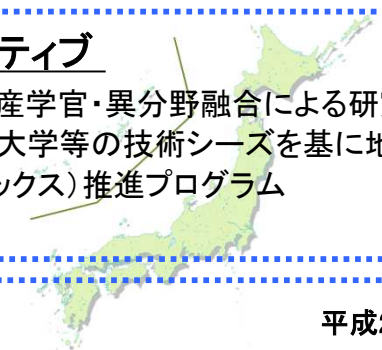 ティブ
産学官・異分野融合による研
大学等の技術シーズを基に地
ックス）推進プログラム
平成